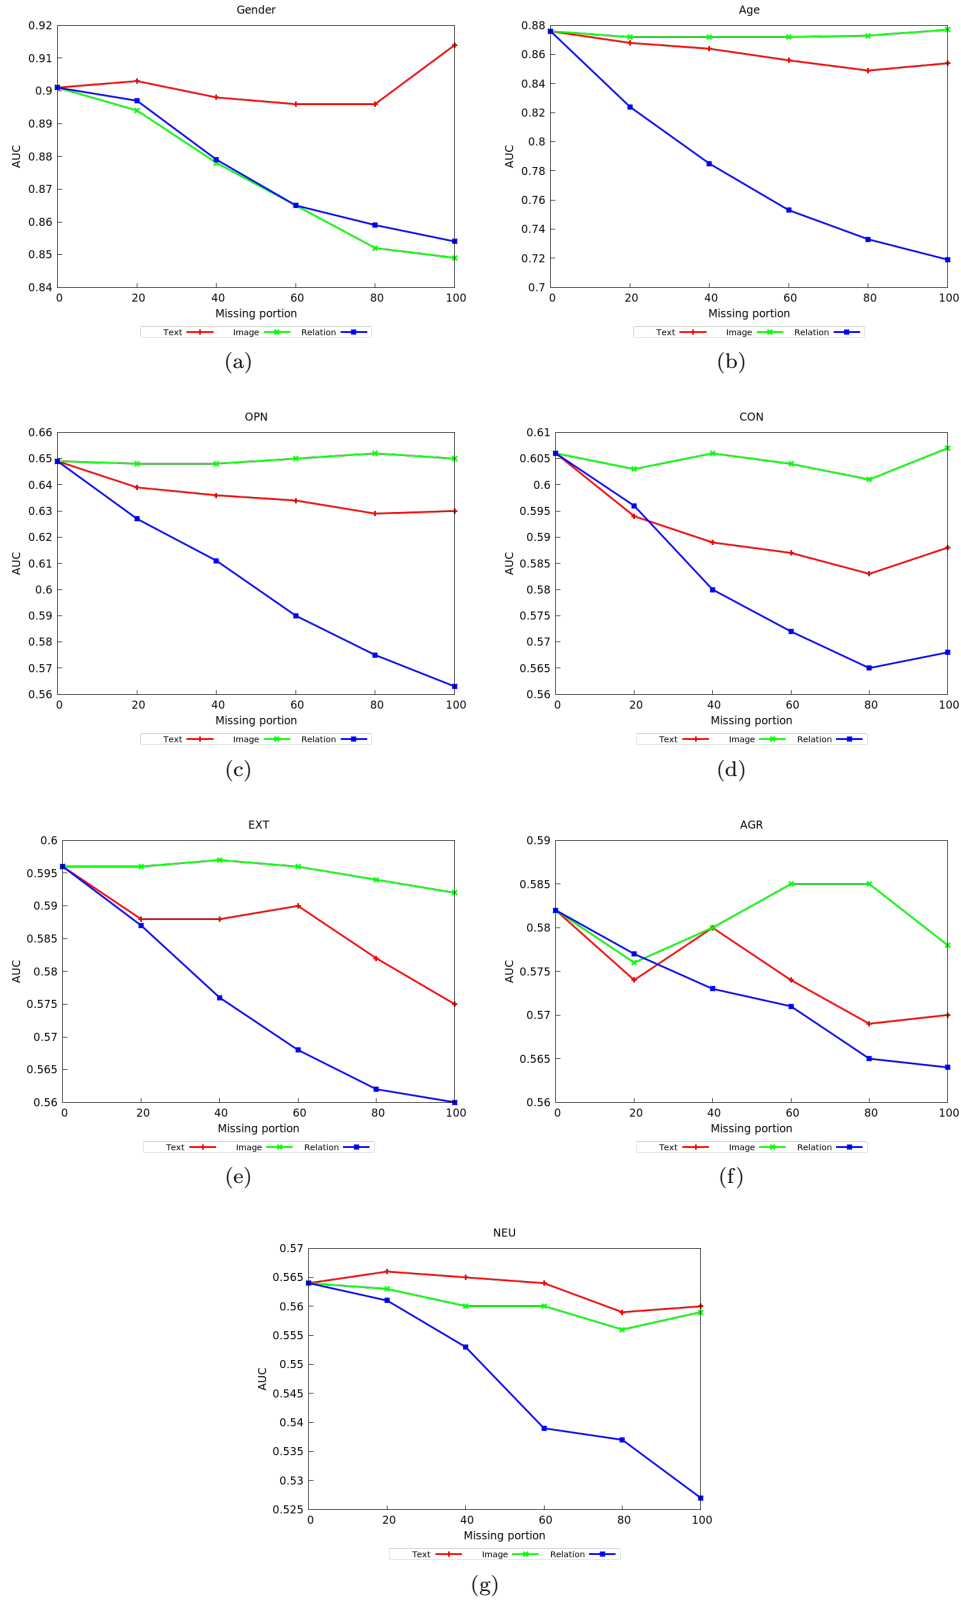 Gender
0.92
0.91
0.9
0.89
0.88
0.87
0.86
0.85
0.84
AUC
0 20 40 60 80 100
Missing portion
Text Image Relation
(a)
Age
0.88
0.86
0.84
0.82
0.8
0.78
0.76
0.74
0.72
0.7
AUC
0 20 40 60 80 100
Missing portion
Text Image Relation
(b)
OPN
0.66
0.65
0.64
0.63
0.62
0.61
0.6
0.59
0.58
0.57
0.56
AUC
0 20 40 60 80 100
Missing portion
Text Image Relation
(c)
CON
0.61
0.605
0.6
0.595
0.59
0.585
0.58
0.575
0.57
0.565
0.56
AUC
0 20 40 60 80 100
Missing portion
Text Image Relation
(d)
EXT
0.6
0.595
0.59
0.585
0.58
0.575
0.57
0.565
0.56
AUC
0 20 40 60 80 100
Missing portion
Text Image Relation
(e)
AGR
0.59
0.585
0.58
0.575
0.57
0.565
0.56
AUC
0 20 40 60 80 100
Missing portion
Text Image Relation
(f)
NEU
0.57
0.565
0.56
0.555
0.55
0.545
0.54
0.535
0.53
0.525
AUC
0 20 40 60 80 100
Missing portion
Text Image Relation
(g)